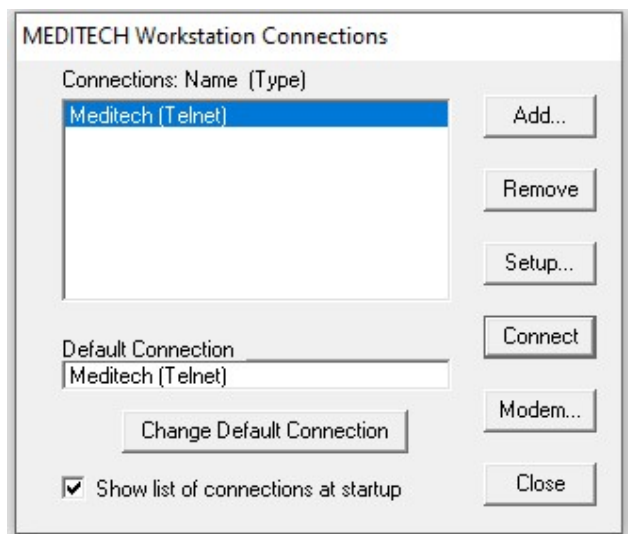 MEDITECH Workstation Connections
Connections: Name (Type)
Meditech (Telnet)
Add...
Remove
Setup...
Connect
Default Connection
Meditech (Telnet)
Modem...
Change Default Connection
Show list of connections at startup
Close